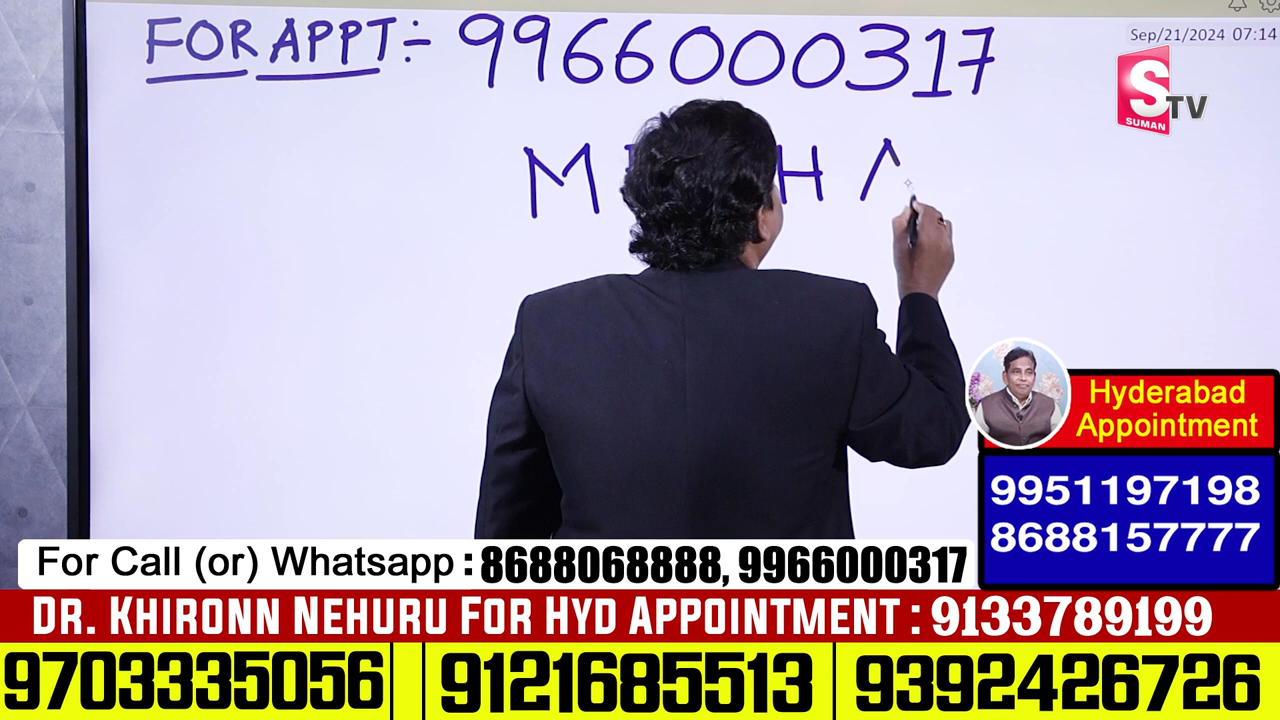 FOR APPT:- 9966000317
Sep/21/2024 07:14
S TV
SUMAN
Hyderabad
Appointment
9951197198
8688157777
For Call (or) Whatsapp : 8688068888, 9966000317
DR. KHIRONN NEHURU FOR HYD APPOINTMENT : 9133789199
9703335056 9121685513 9392426726